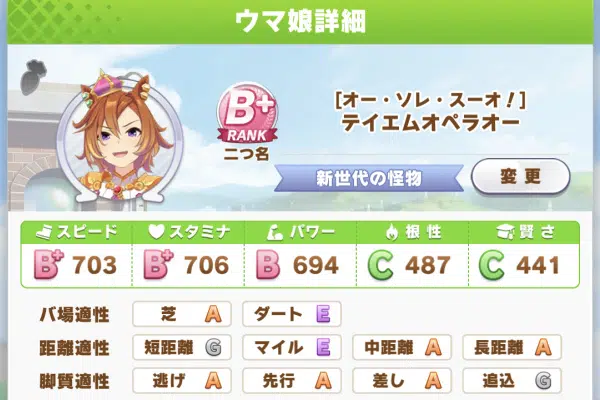 ウマ娘詳細
B+
RANK
二つ名
[オー・ソレ・スーオ!]
テイエムオペラオー
新世代の怪物
変更
スピード スタミナ パワー 根性 賢さ
B+ 703 B+ 706 B 694 C 487 C 441
バ場適性 芝 A ダート E
距離適性 短距離 G マイル E 中距離 A 長距離 A
脚質適性 逃げ A 先行 A 差し A 追込 G